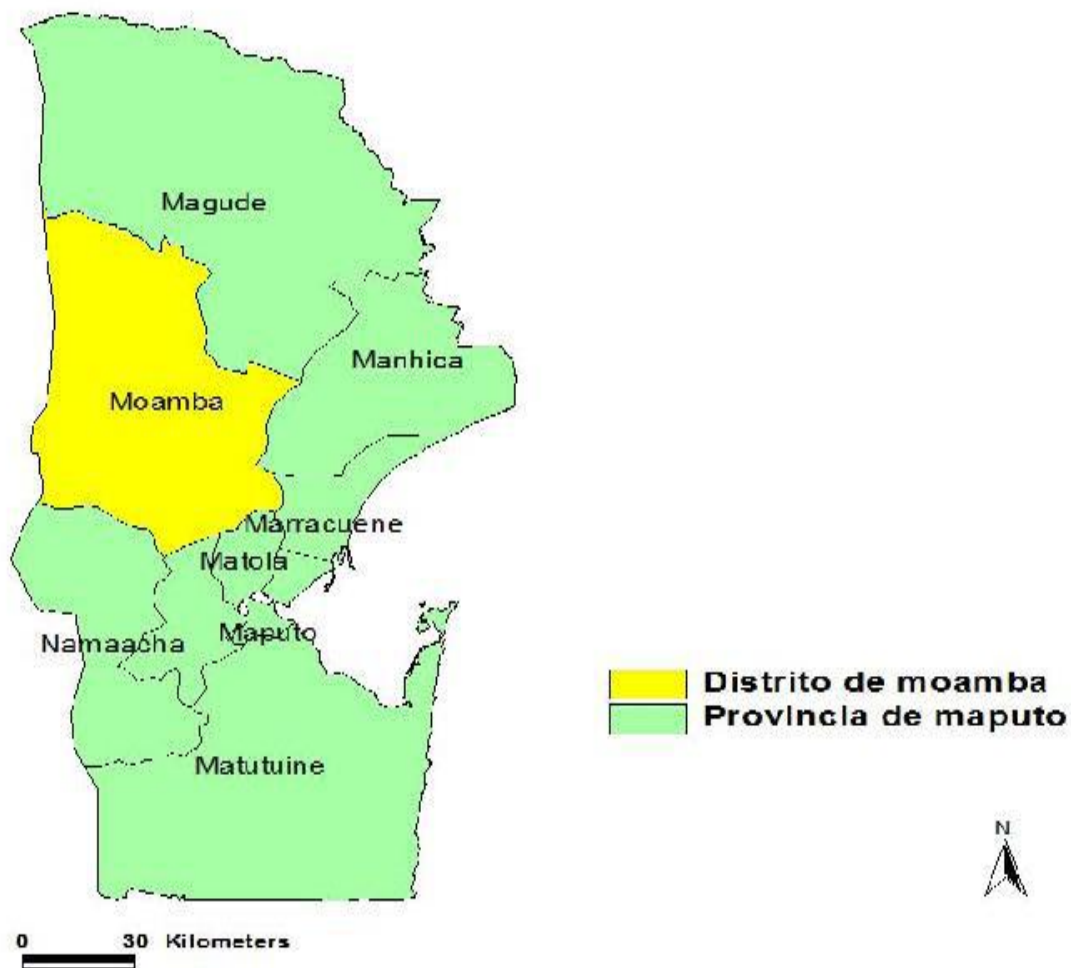 Magude
Manhica
Moamba
Marracuene
Matola
Maputo
Namaacha
Matutuine
Distrito de moamba
Provincia de maputo
N
0 30 Kilometers